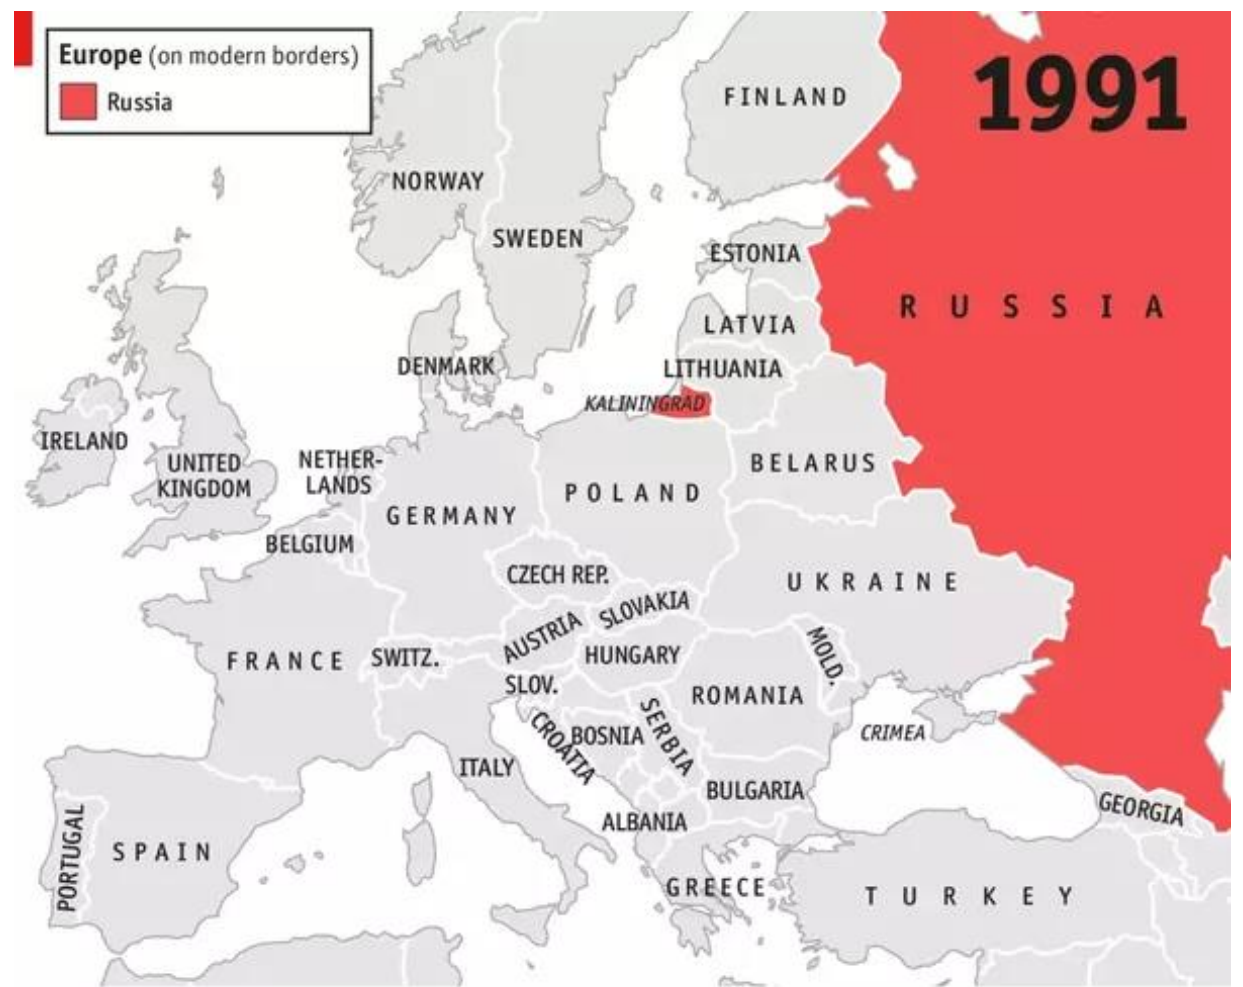 Europe (on modern borders)
Russia
1991
FINLAND
NORWAY
SWEDEN
ESTONIA
RUSSIA
LATVIA
DENMARK
LITHUANIA
KALININGRAD
IRELAND
UNITED
KINGDOM
NETHER-
LANDS
BELARUS
POLAND
GERMANY
BELGIUM
CZECH REP.
UKRAINE
SLOVAKIA
AUSTRIA
FRANCE
SWITZ.
HUNGARY
MOLD.
SLOV.
ROMANIA
CROATIA
BOSNIA
SERBIA
CRIMEA
ITALY
BULGARIA
GEORGIA
ALBANIA
PORTUGAL
SPAIN
GREECE
TURKEY